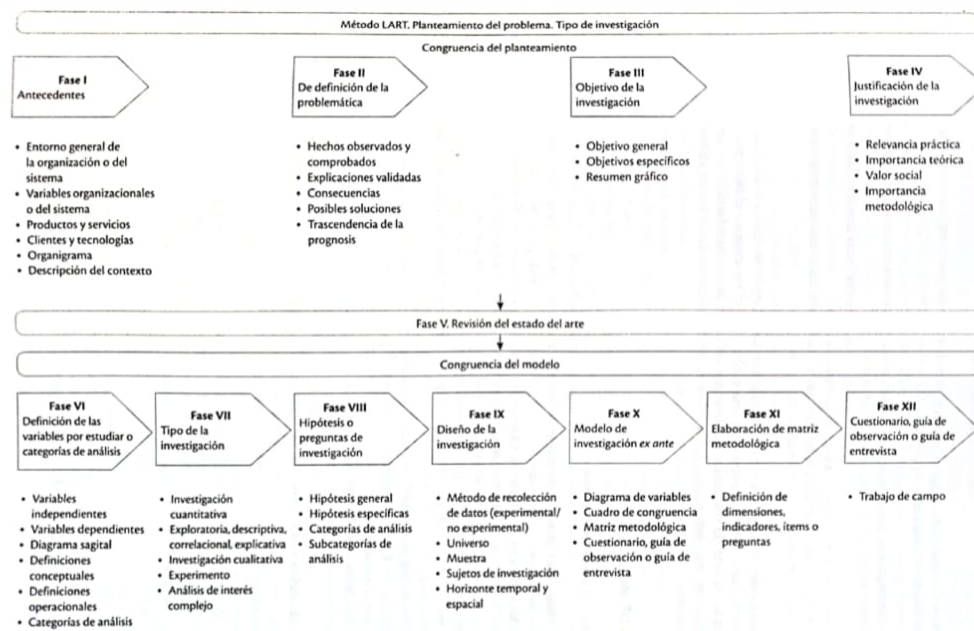 Método LART. Planteamiento del problema. Tipo de investigación
Congruencia del planteamiento
Fase I
Antecedentes
• Entorno general de
la organización o del
sistema
• Variables organizacionales
o del sistema
• Productos y servicios
• Clientes y tecnologías
• Organigrama
• Descripción del contexto
Fase II
De definición de la
problemática
• Hechos observados y
comprobados
• Explicaciones validadas
• Consecuencias
• Posibles soluciones
• Trascendencia de la
prognosis
Fase III
Objetivo de la
investigación
• Objetivo general
• Objetivos específicos
• Resumen gráfico
Fase IV
Justificación de la
investigación
• Relevancia práctica
• Importancia teórica
• Valor social
• Importancia
metodológica
Fase V. Revisión del estado del arte
Congruencia del modelo
Fase VI
Definición de las
variables por estudiar o
categorías de análisis
• Variables
independientes
• Variables dependientes
• Diagrama sagital
• Definiciones
conceptuales
• Definiciones
operacionales
• Categorías de análisis
Fase VII
Tipo de la
investigación
• Investigación
cuantitativa
• Exploratoria, descriptiva,
correlacional, explicativa
• Investigación cualitativa
• Experimento
• Análisis de interés
complejo
Fase VIII
Hipótesis o
preguntas de
investigación
• Hipótesis general
• Hipótesis específicas
• Categorías de análisis
• Subcategorías de
análisis
Fase IX
Diseño de la
investigación
• Método de recolección
de datos (experimental/
no experimental)
• Universo
• Muestra
• Sujetos de investigación
• Horizonte temporal y
espacial
Fase X
Modelo de
investigación ex ante
• Diagrama de variables
• Cuadro de congruencia
• Matriz metodológica
• Cuestionario, guía de
observación o guía de
entrevista
Fase XI
Elaboración de matriz
metodológica
• Definición de
dimensiones,
indicadores, ítems o
preguntas
Fase XII
Cuestionario, guía de
observación o guía de
entrevista
• Trabajo de campo